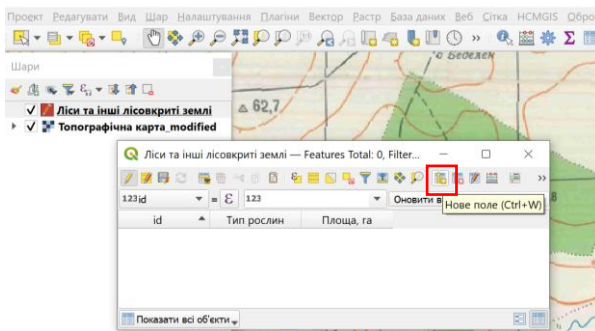 Проект Редагувати Вид Шар Налаштування Плагіни Вектор Растр База даних Веб Сітка HCMGIS Обро
Шари
Ліси та інші лісовкриті землі
Топографічна карта_modified
62,7
Ліси та інші лісовкриті землі — Features Total: 0, Filter...
123 id = ε 123 Оновити в
Нове поле (Ctrl+W)
id Тип рослин Площа, га
Показати всі об'єкти